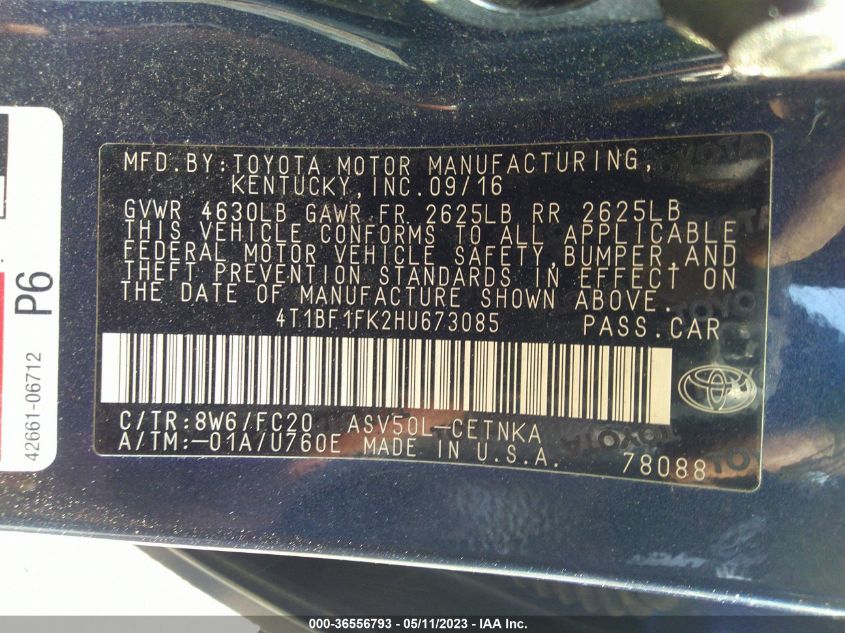 MFD.BY:TOYOTA MOTOR MANUFACTURING,
KENTUCKY,INC.09/16
GVWR 4630LB GAWR FR 2625LB RR 2625LB
THIS VEHICLE CONFORMS TO ALL APPLICABLE
FEDERAL MOTOR VEHICLE SAFETY,BUMPER,AND
THEFT PREVENTION STANDARDS IN EFFECT ON
THE DATE OF MANUFACTURE SHOWN ABOVE.
4T1BF1FK2HU673085 PASS.CAR
C/TR:8W6/FC20 ASV50L-CETNKA
A/TM:-01A/U760E MADE IN U.S.A.
78088
P6
42661-06712
TOYOTA
TOYOTA
TOYOTA
000-36556793 - 05/11/2023 - IAA Inc.